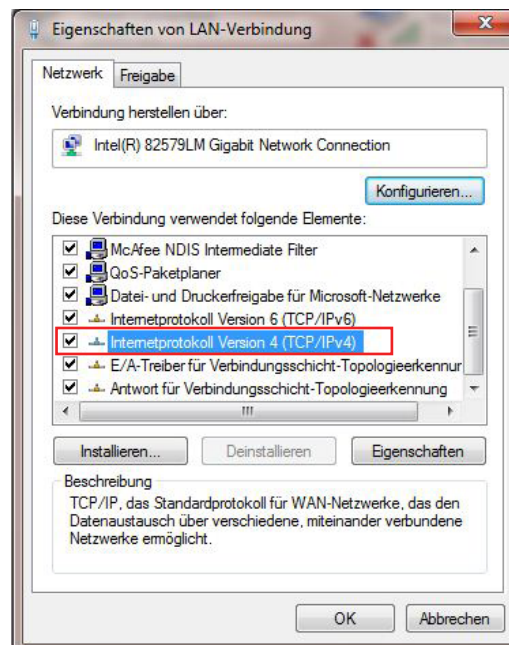 Eigenschaften von LAN-Verbindung
Netzwerk
Freigabe
Verbindung herstellen über:
Intel(R) 82579LM Gigabit Network Connection
Konfigurieren...
Diese Verbindung verwendet folgende Elemente:
McAfee NDIS Intermediate Filter
QoS-Paketplaner
Datei- und Druckerfreigabe für Microsoft-Netzwerke
Internetprotokoll Version 6 (TCP/IPv6)
Internetprotokoll Version 4 (TCP/IPv4)
E/A-Treiber für Verbindungsschicht-Topologieerkennur
Antwort für Verbindungsschicht-Topologieerkennung
Installieren...
Deinstallieren
Eigenschaften
Beschreibung
TCP/IP, das Standardprotokoll für WAN-Netzwerke, das den
Datenaustausch über verschiedene, miteinander verbundene
Netzwerke ermöglicht.
OK
Abbrechen